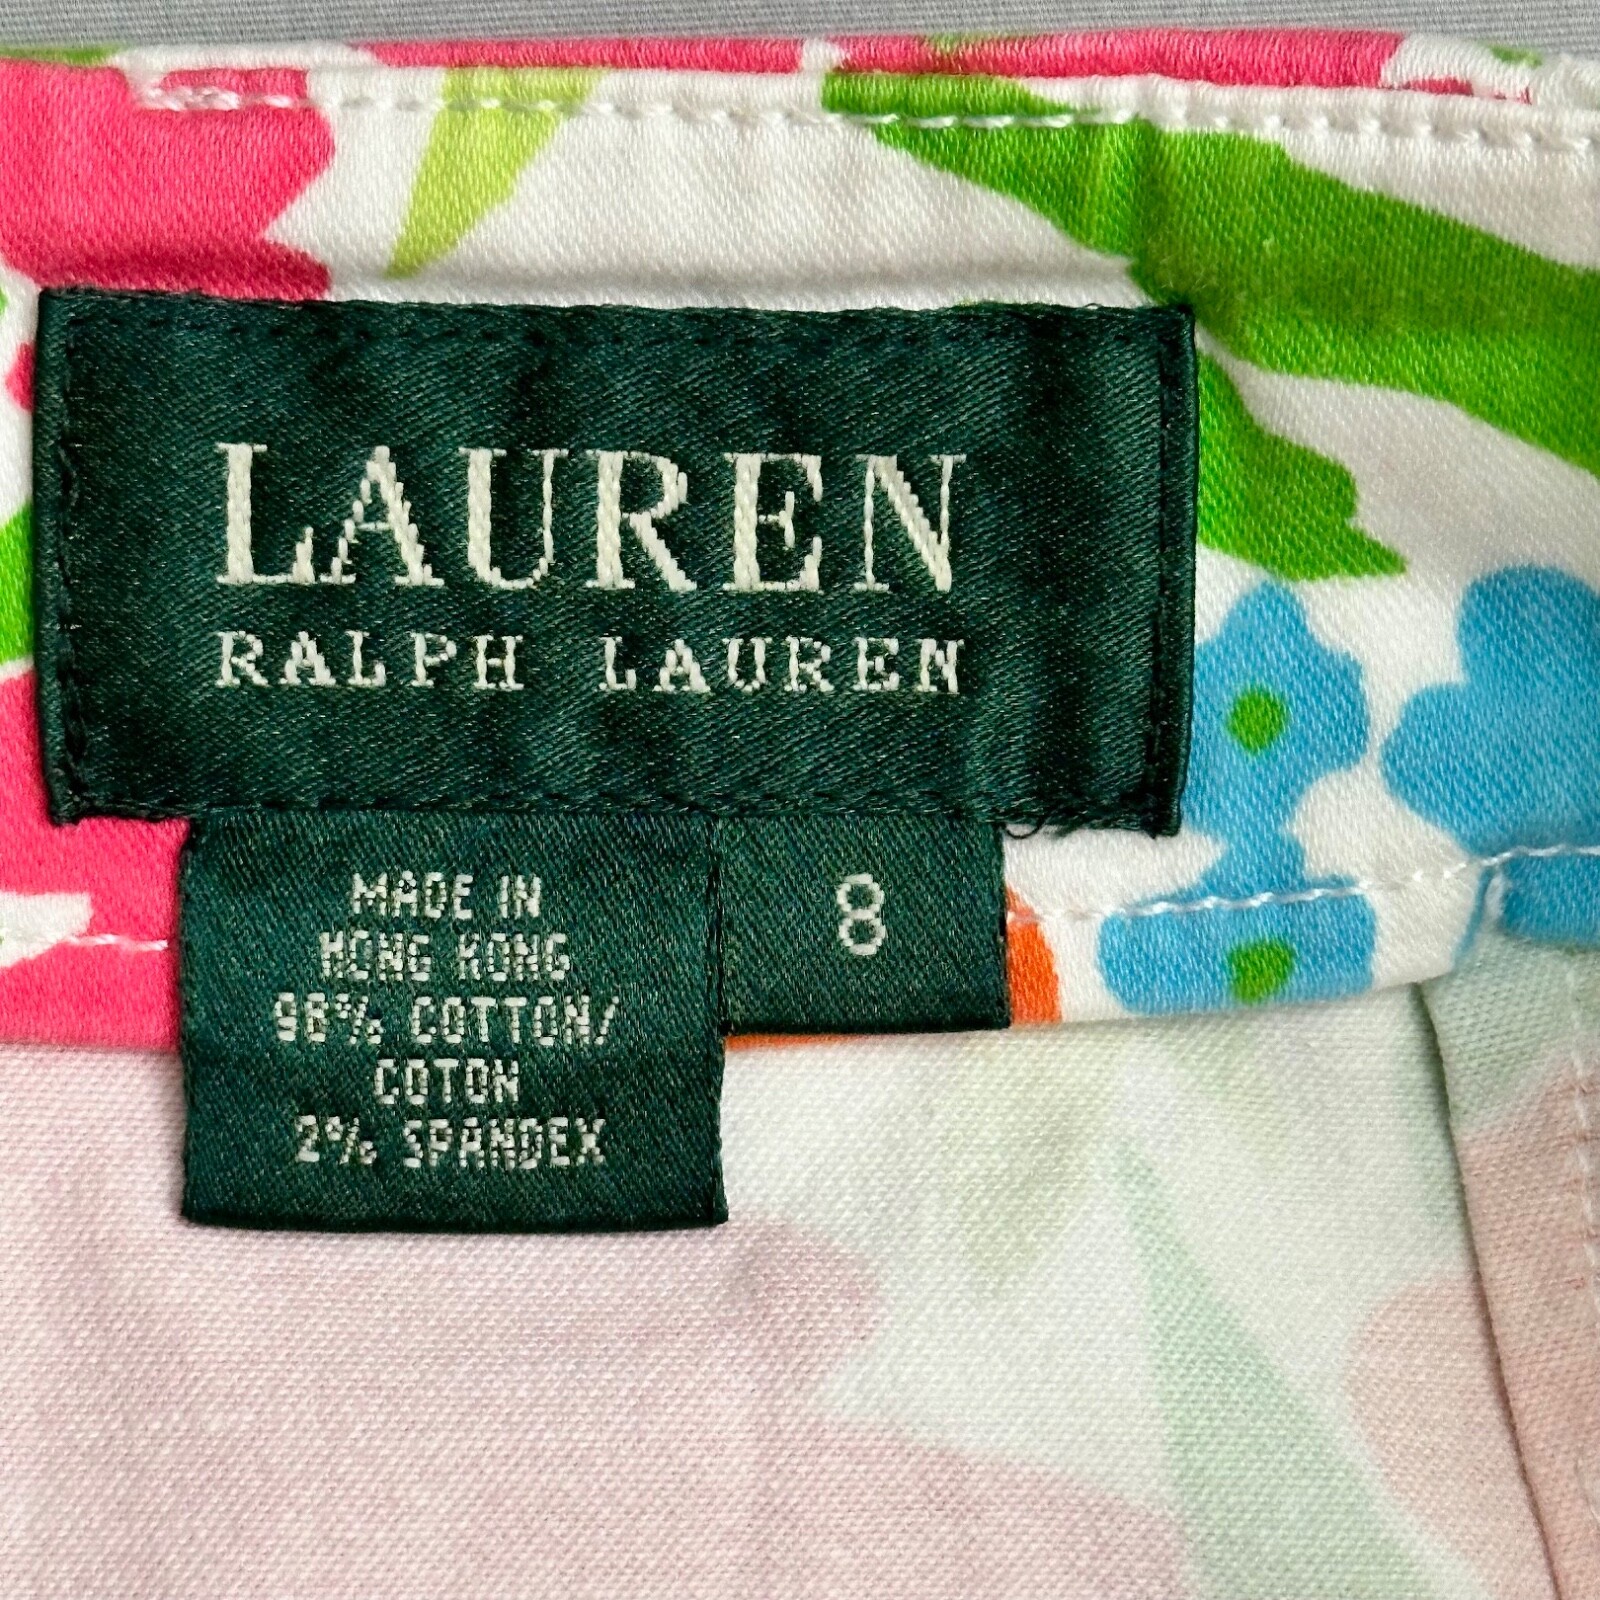 LAUREN
RALPH LAUREN
MADE IN
HONG KONG
98% COTTON/
COTON
2% SPANDEX
8